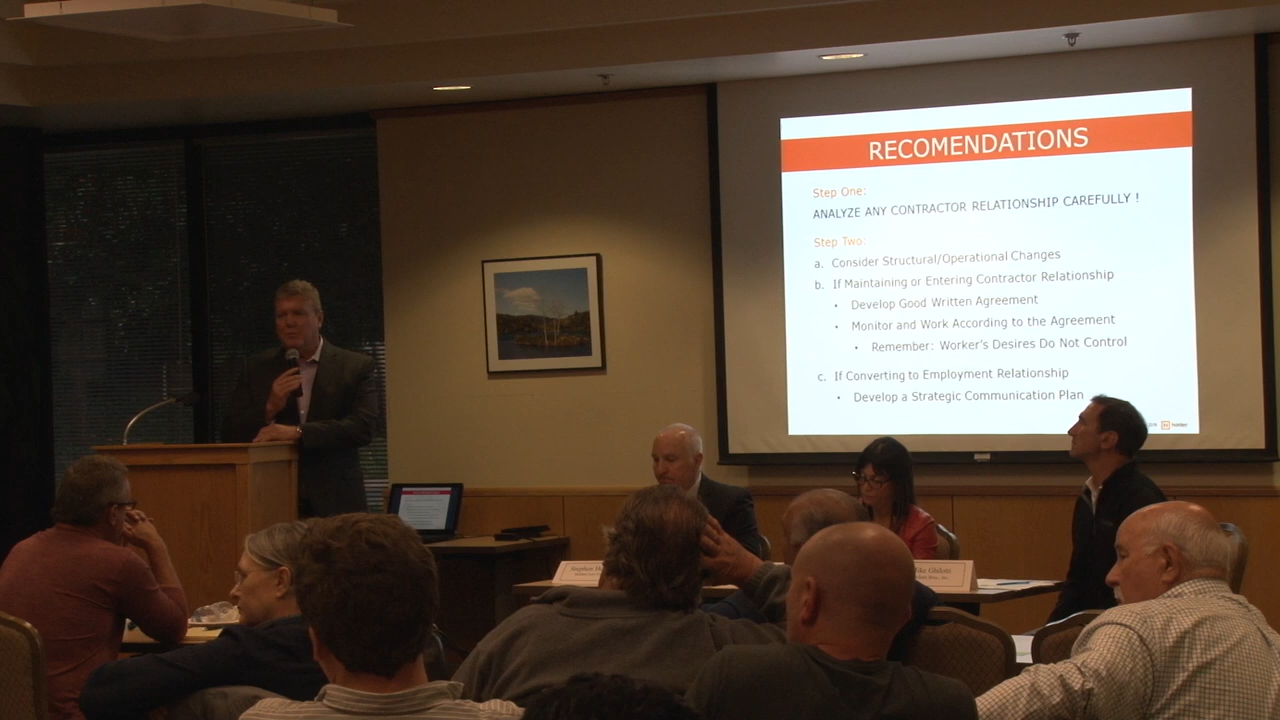 RECOMENDATIONS
Step One:
ANALYZE ANY CONTRACTOR RELATIONSHIP CAREFULLY !
Step Two:
a. Consider Structural/Operational Changes
b. If Maintaining or Entering Contractor Relationship
• Develop Good Written Agreement
• Monitor and Work According to the Agreement
• Remember: Worker's Desires Do Not Control
c. If Converting to Employment Relationship
• Develop a Strategic Communication Plan
Stephen
Ghilotti